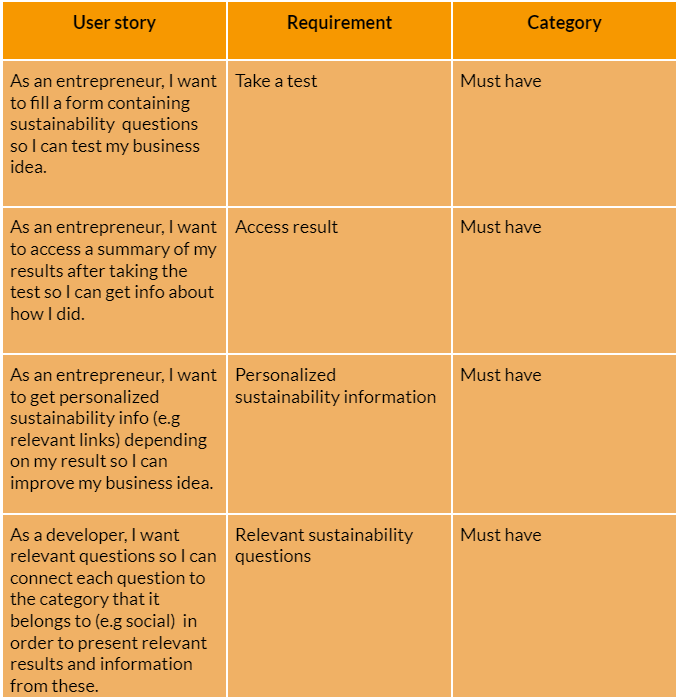 User story
Requirement
Category
As an entrepreneur, I want
to fill a form containing
sustainability questions
so I can test my business
idea.
Take a test
Must have
As an entrepreneur, I want
to access a summary of my
results after taking the
test so I can get info about
how I did.
Access result
Must have
As an entrepreneur, I want
to get personalized
sustainability info (e.g
relevant links) depending
on my result so I can
improve my business idea.
Personalized
sustainability information
Must have
As a developer, I want
relevant questions so I can
connect each question to
the category that it
belongs to (e.g social) in
order to present relevant
results and information
from these.
Relevant sustainability
questions
Must have